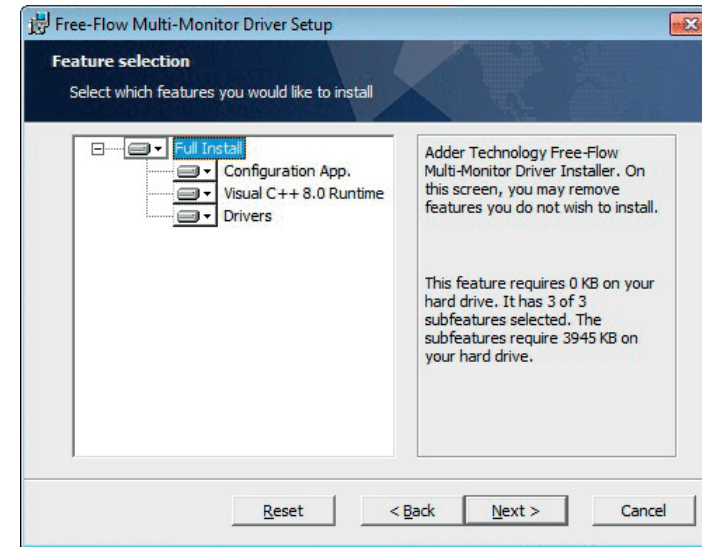 Free-Flow Multi-Monitor Driver Setup
Feature selection
Select which features you would like to install
Full Install
Configuration App.
Visual C++ 8.0 Runtime
Drivers
Adder Technology Free-Flow
Multi-Monitor Driver Installer. On
this screen, you may remove
features you do not wish to install.
This feature requires 0 KB on your
hard drive. It has 3 of 3
subfeatures selected. The
subfeatures require 3945 KB on
your hard drive.
Reset
< Back
Next >
Cancel